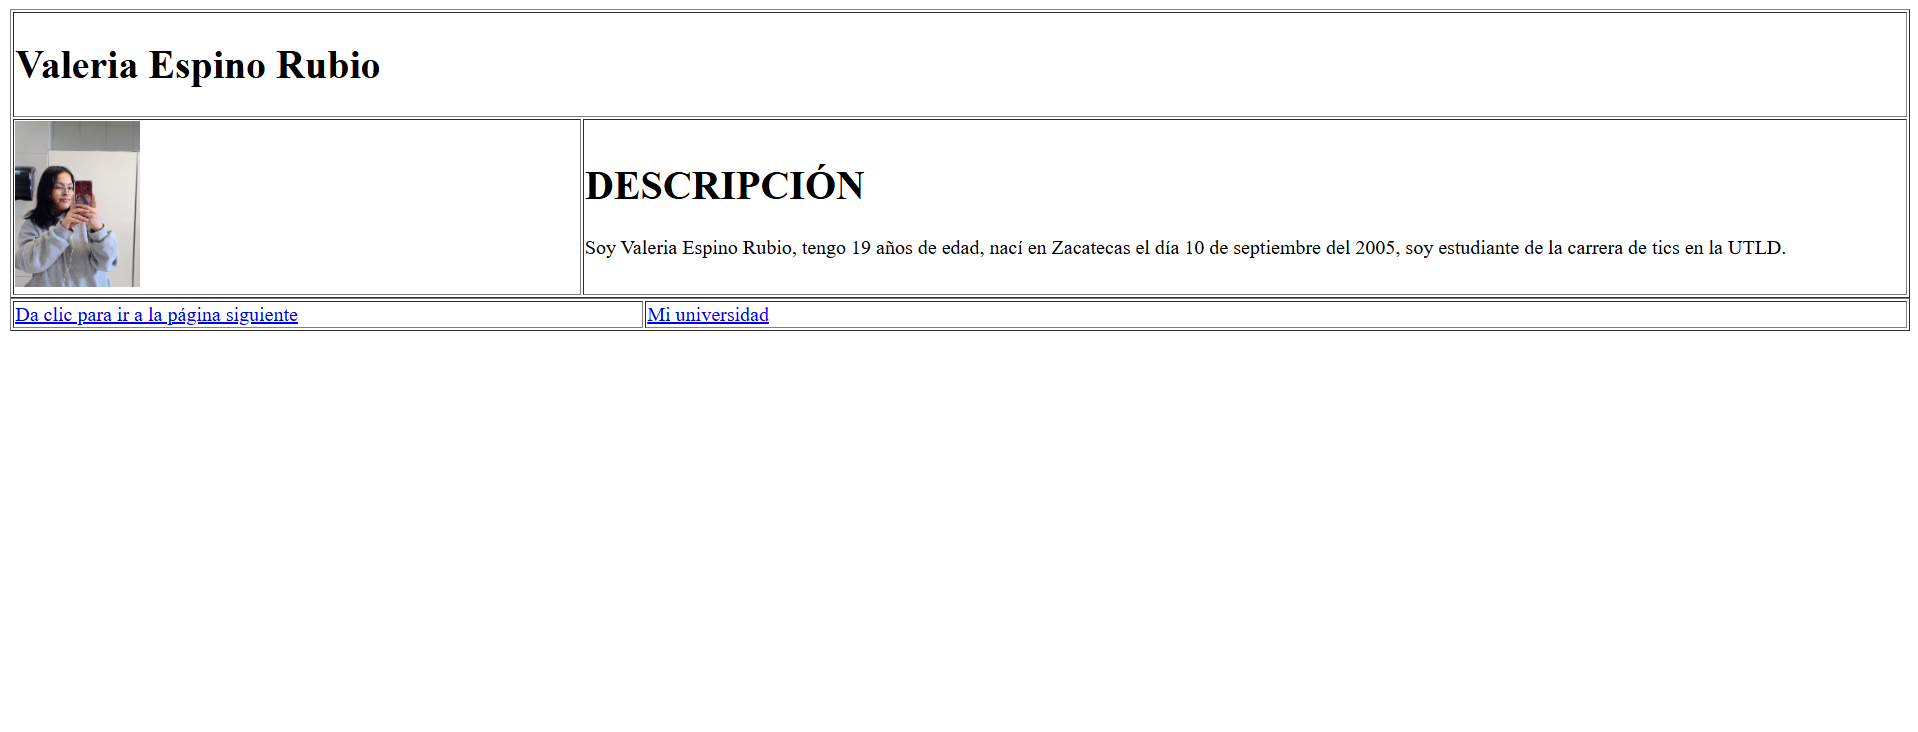 Valeria Espino Rubio
DESCRIPCIÓN
Soy Valeria Espino Rubio, tengo 19 años de edad, nací en Zacatecas el día 10 de septiembre del 2005, soy estudiante de la carrera de tics en la UTLD.
Da clic para ir a la página siguiente
Mi universidad